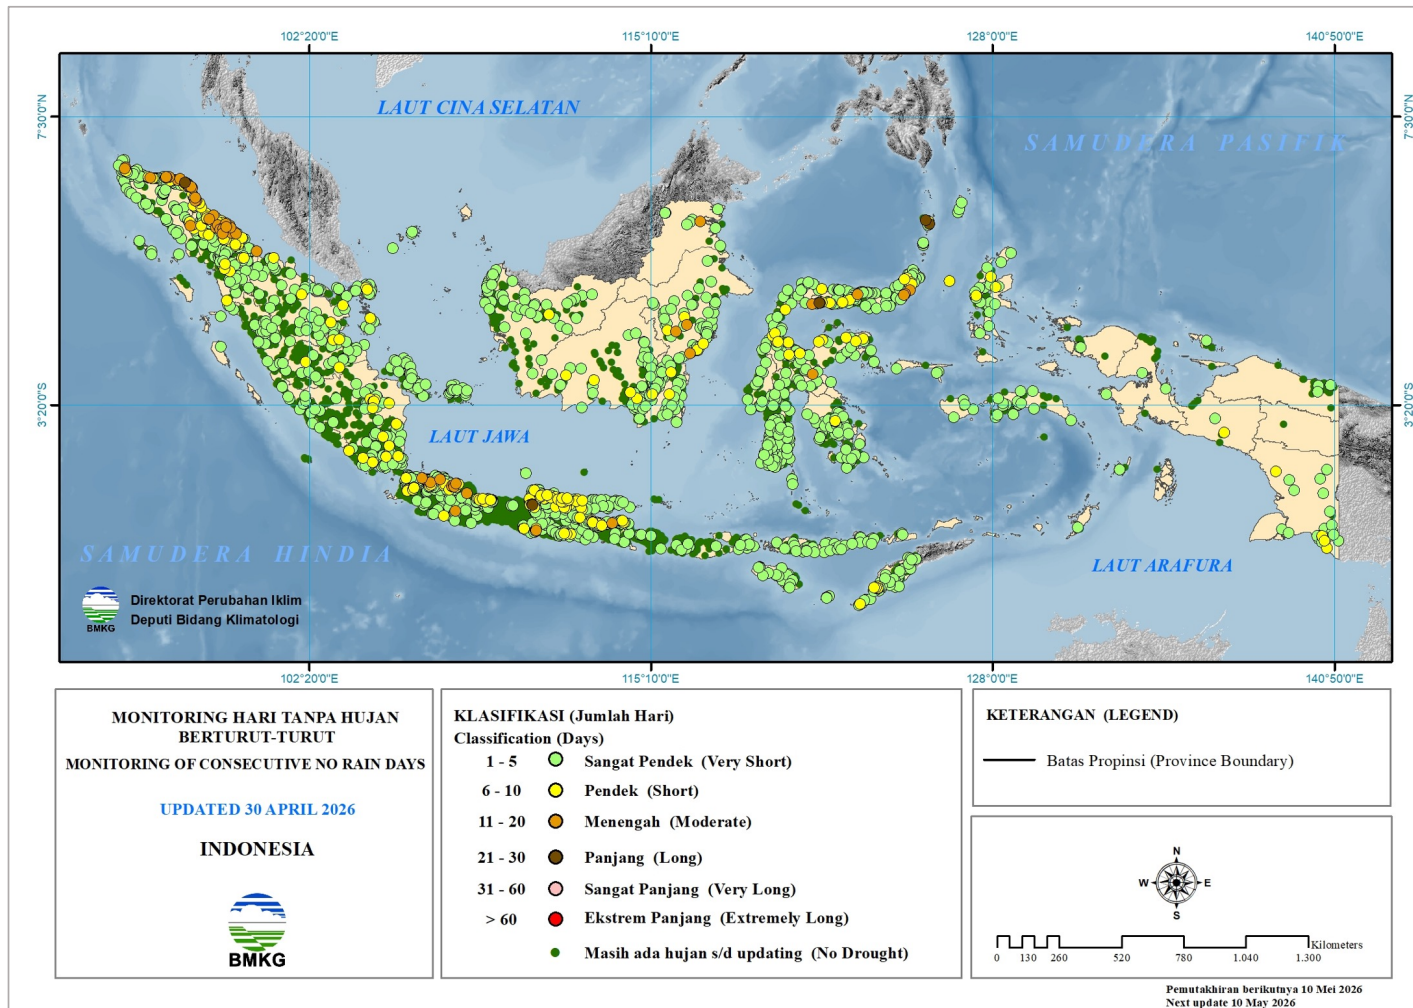 102°20'0"E 115°10'0"E 128°0'0"E 140°50'0"E
7°30'0"N
7°30'0"N
LAUT CINA SELATAN
SAMUDERA PASIFIK
3°20'0"S
3°20'0"S
LAUT JAWA
SAMUDERA HINDIA
LAUT ARAFURA
BMKG
Direktorat Perubahan Iklim
Deputi Bidang Klimatologi
102°20'0"E 115°10'0"E 128°0'0"E 140°50'0"E
MONITORING HARI TANPA HUJAN
BERTURUT-TURUT
MONITORING OF CONSECUTIVE NO RAIN DAYS
UPDATED 30 APRIL 2026
INDONESIA
BMKG
KLASIFIKASI (Jumlah Hari)
Classification (Days)
1 - 5 Sangat Pendek (Very Short)
6 - 10 Pendek (Short)
11 - 20 Menengah (Moderate)
21 - 30 Panjang (Long)
31 - 60 Sangat Panjang (Very Long)
> 60 Ekstrem Panjang (Extremely Long)
Masih ada hujan s/d updating (No Drought)
KETERANGAN (LEGEND)
Batas Propinsi (Province Boundary)
N
W E
S
Kilometers
0 130 260 520 780 1.040 1.300
Pemutakhiran berikutnya 10 Mei 2026
Next update 10 May 2026